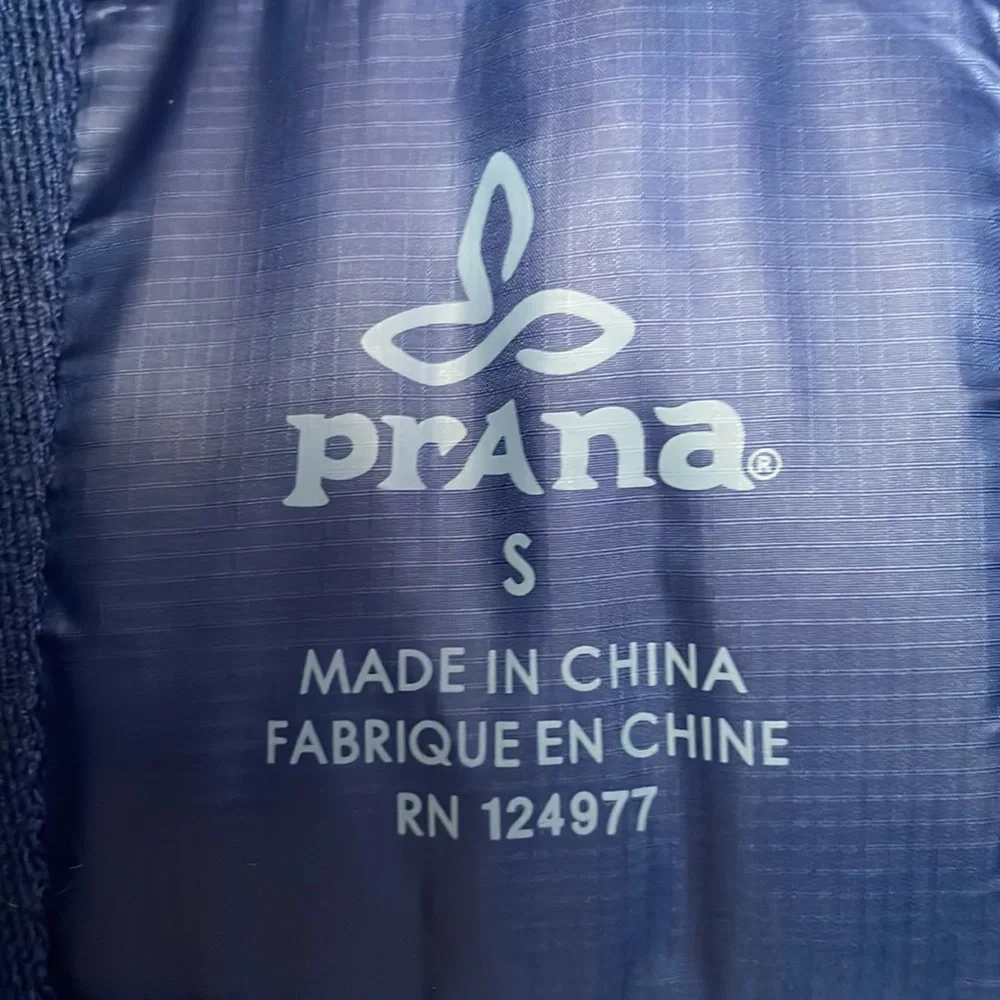 prAna®
S
MADE IN CHINA
FABRIQUE EN CHINE
RN 124977